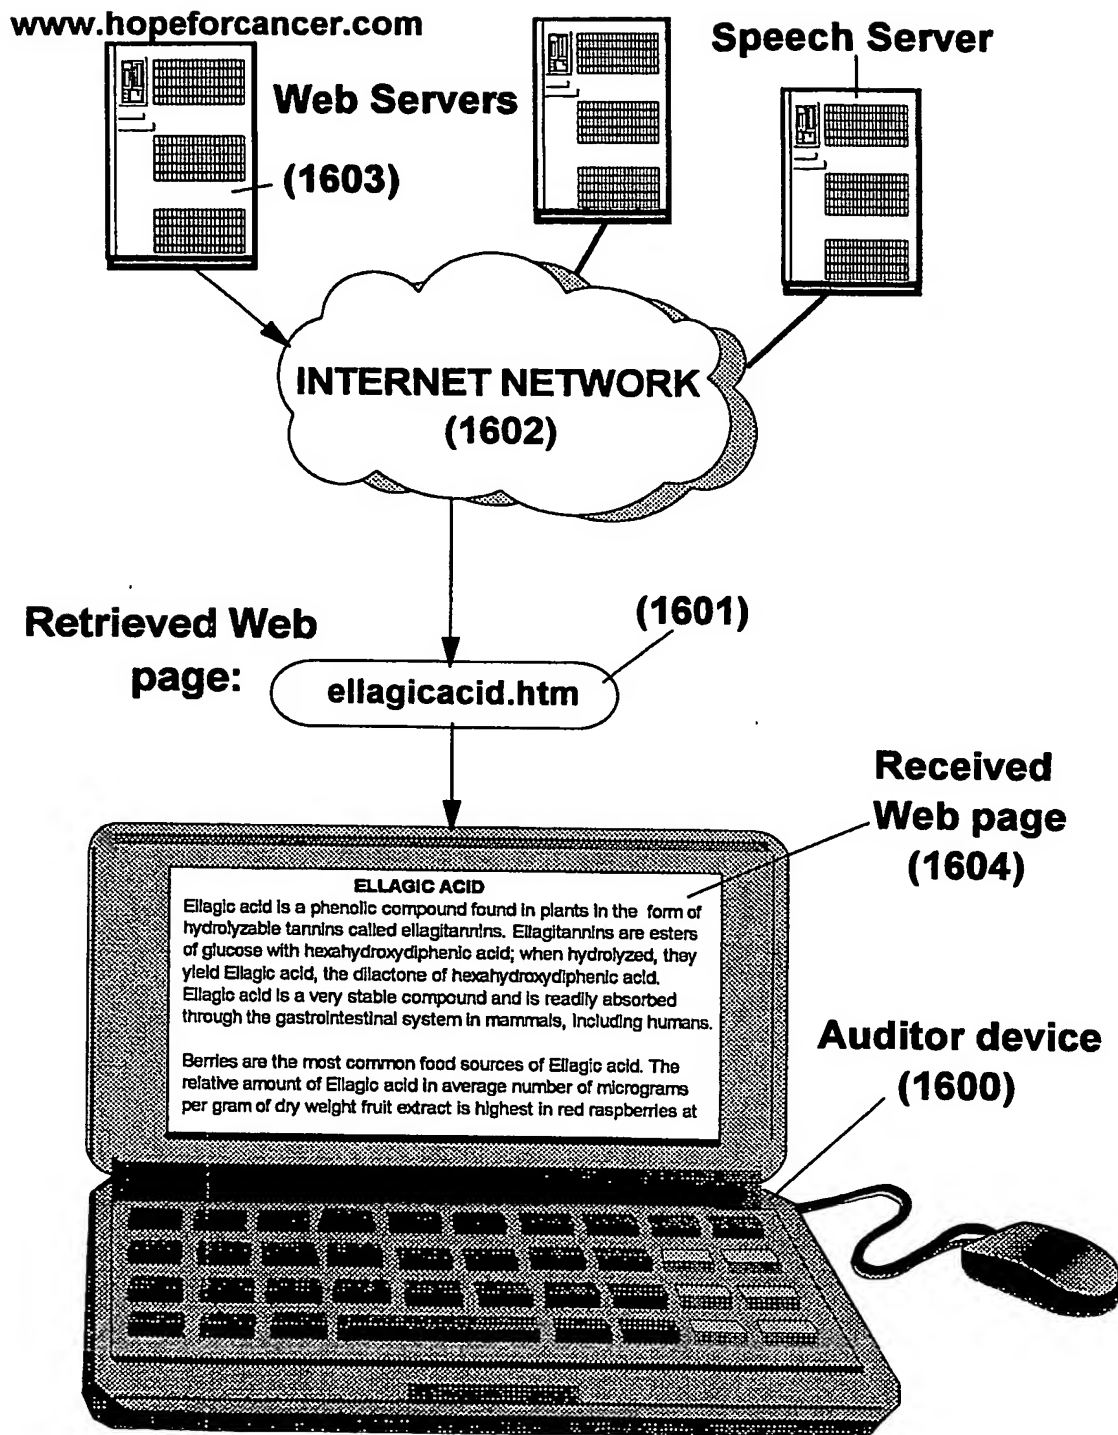 www.hopeforcancer.com
Speech Server
Web Servers
(1603)
INTERNET NETWORK
(1602)
Retrieved Web
page:
(1601)
ellagicacid.htm
Received
Web page
(1604)
ELLAGIC ACID
Ellagic acid is a phenolic compound found in plants in the form of
hydrolyzable tannins called ellagitannins. Ellagitannins are esters
of glucose with hexahydroxydiphenic acid; when hydrolyzed, they
yield Ellagic acid, the dilactone of hexahydroxydiphenic acid.
Ellagic acid is a very stable compound and is readily absorbed
through the gastrointestinal system in mammals, including humans.
Berries are the most common food sources of Ellagic acid. The
relative amount of Ellagic acid in average number of micrograms
per gram of dry weight fruit extract is highest in red raspberries at
Auditor device
(1600)